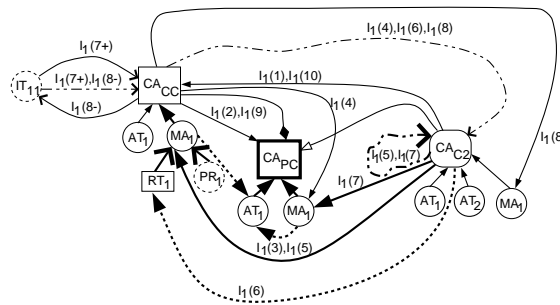 I1(7+)
I1(4),I1(6),I1(8)
IT11
I1(7+),I1(8-)
CACC
I1(1),I1(10)
I1(8-)
I1(2),I1(9)
I1(4)
I1(8
AT1
MA1
CAPC
I1(5),I1(7)
CAC2
RT1
PR1
I1(7)
AT1
MA1
AT1
AT2
MA1
I1(3),I1(5)
I1(6)